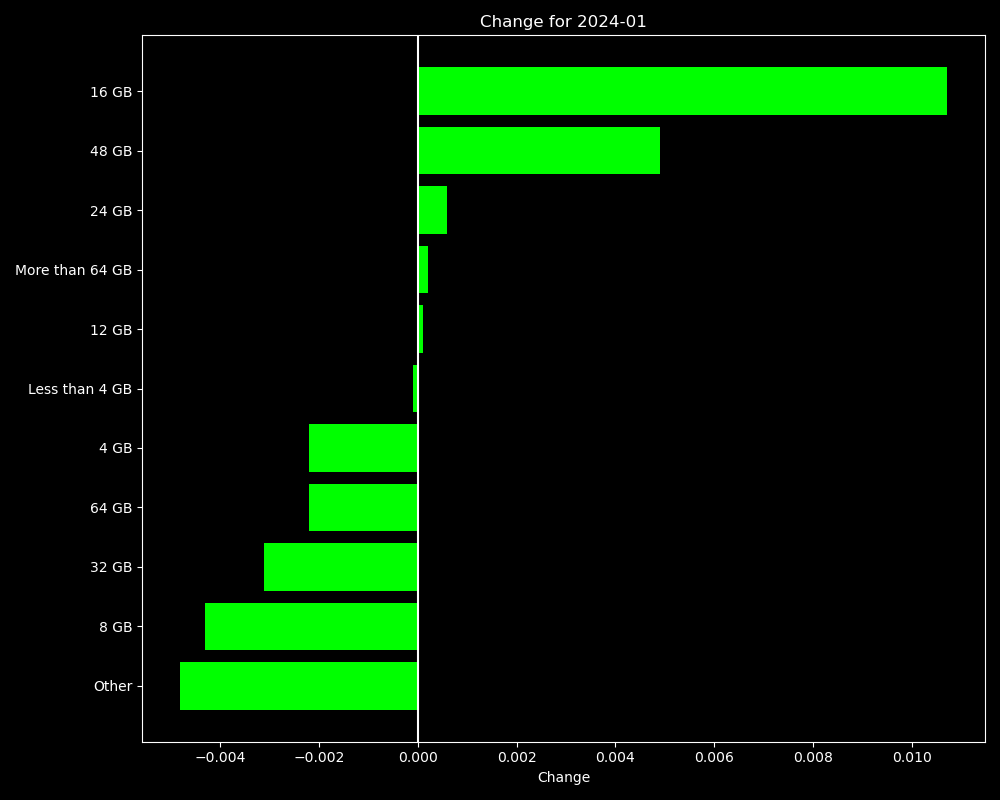 Change for 2024-01
16 GB
48 GB
24 GB
More than 64 GB
12 GB
Less than 4 GB
4 GB
64 GB
32 GB
8 GB
Other
−0.004 −0.002 0.000 0.002 0.004 0.006 0.008 0.010
Change